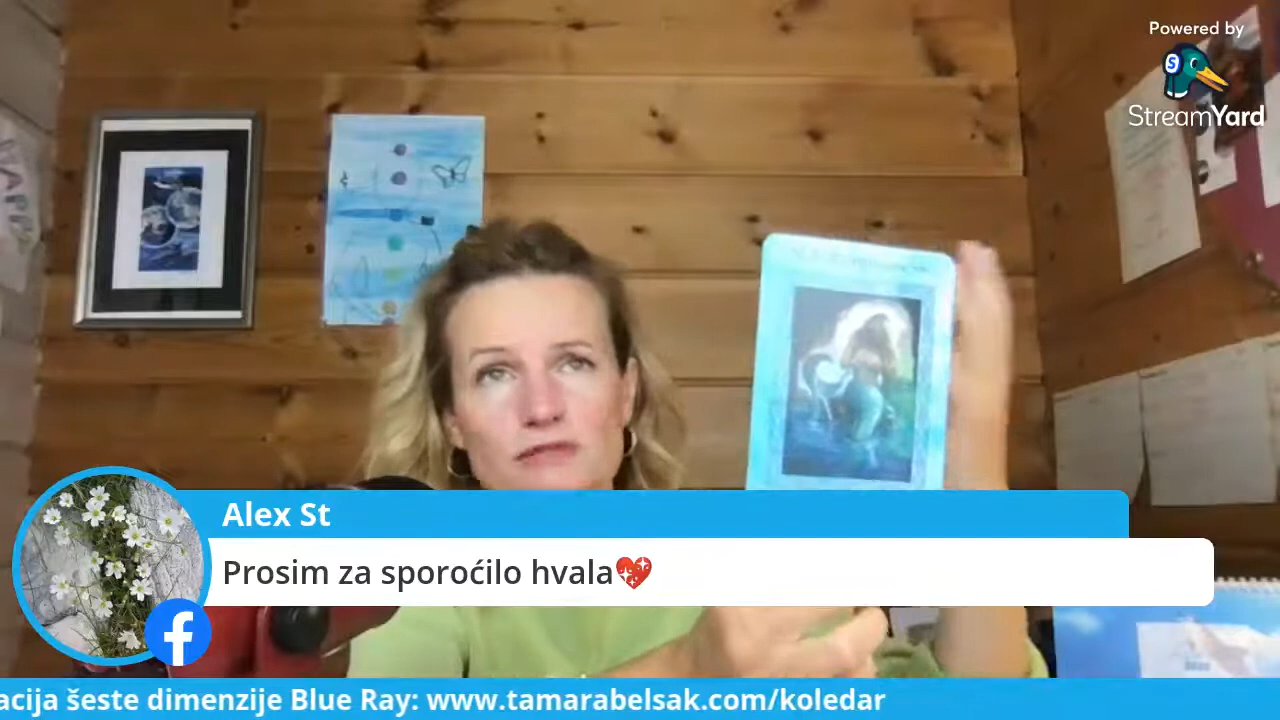 Powered by
StreamYard
Alex St
Prosim za sporoćilo hvala💖
acija šeste dimenzije Blue Ray: www.tamarabelsak.com/koledar